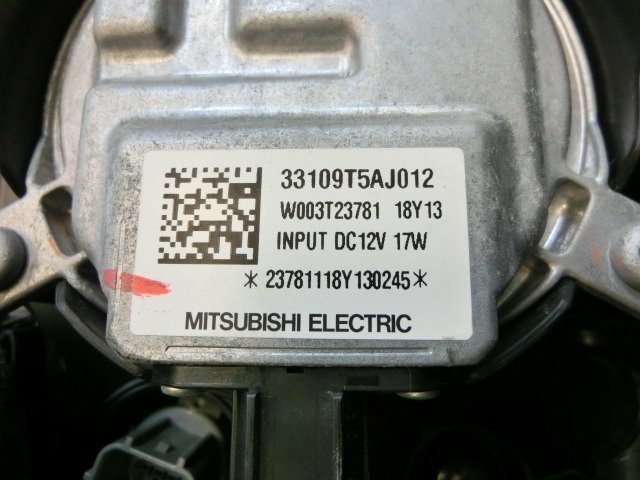 33109T5AJ012
W003T23781 18Y13
INPUT DC12V 17W
*23781118Y130245*
MITSUBISHI ELECTRIC